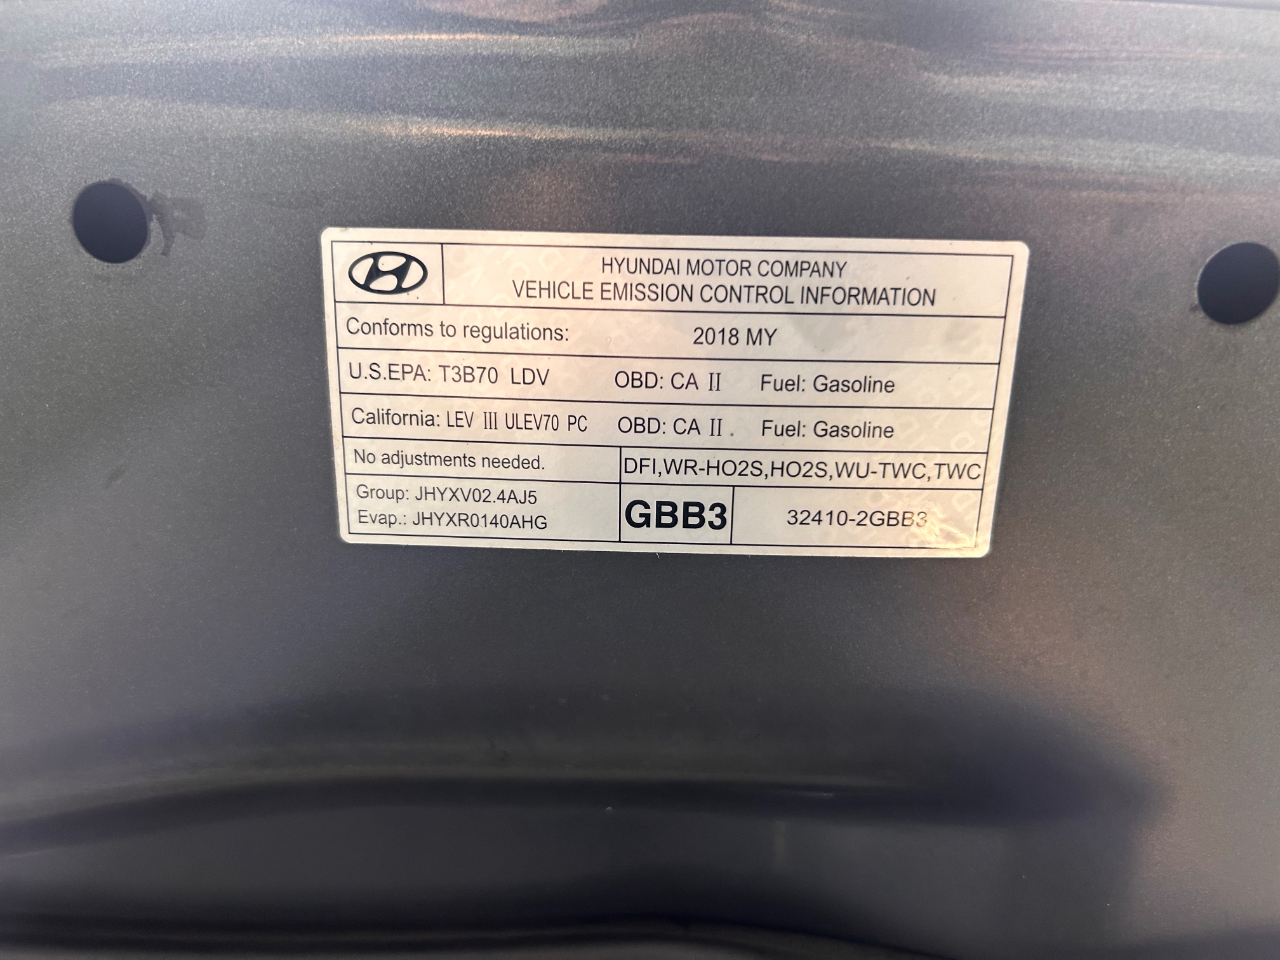 HYUNDAI MOTOR COMPANY
VEHICLE EMISSION CONTROL INFORMATION
Conforms to regulations: 2018 MY
U.S.EPA: T3B70 LDV OBD: CA II Fuel: Gasoline
California: LEV III ULEV70 PC OBD: CA II . Fuel: Gasoline
No adjustments needed. DFI,WR-HO2S,HO2S,WU-TWC,TWC
Group: JHYXV02.4AJ5
Evap.: JHYXR0140AHG
GBB3 32410-2GBB3